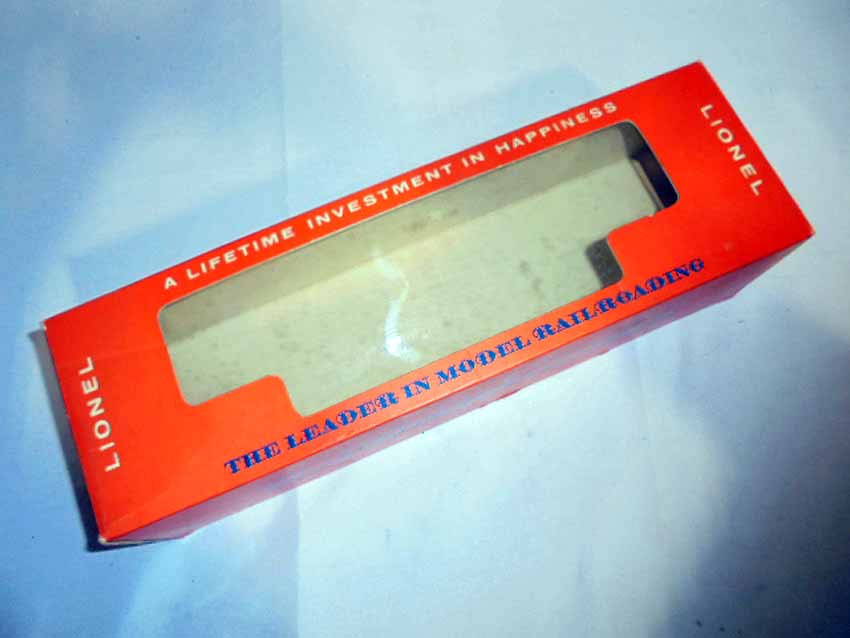 A LIFETIME INVESTMENT IN HAPPINESS
LIONEL
LIONEL
THE LEADER IN MODEL RAILROADING